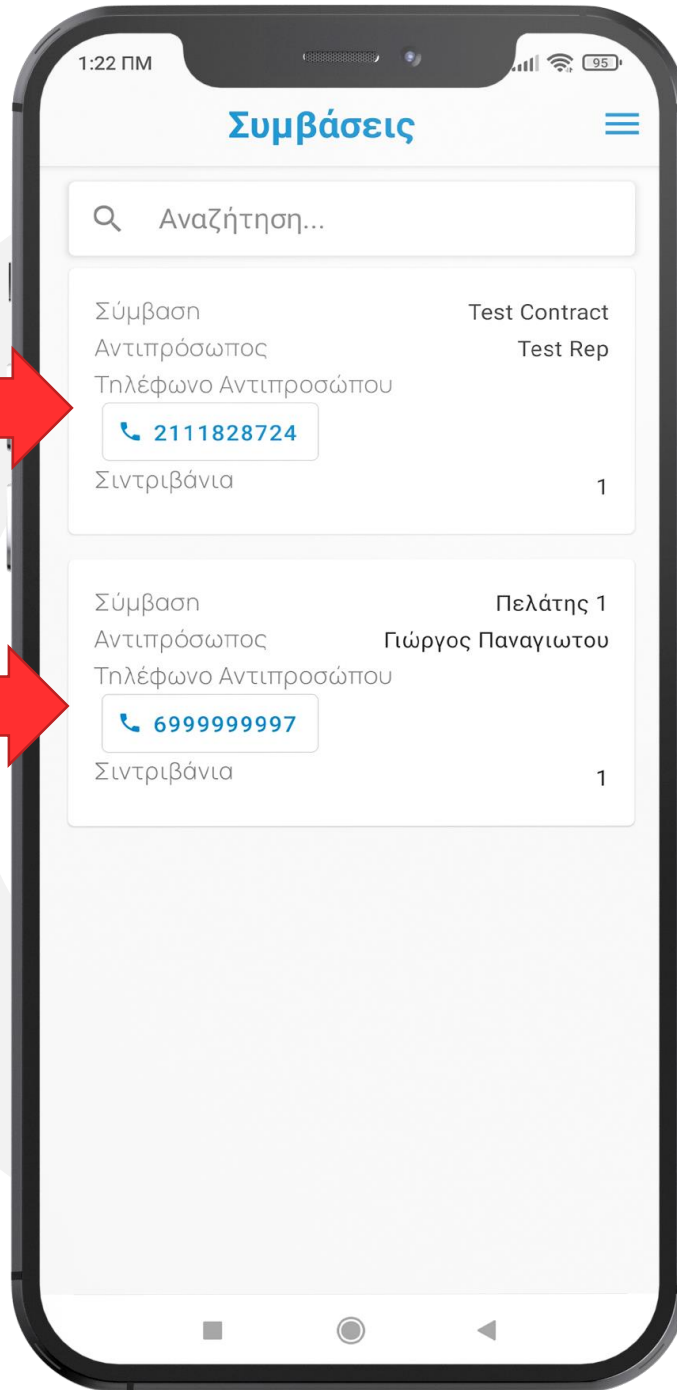 1:22 ΠΜ 95
Συμβάσεις
Αναζήτηση...
Σύμβαση Test Contract
Αντιπρόσωπος Test Rep
Τηλέφωνο Αντιπροσώπου
2111828724
Σιντριβάνια 1
Σύμβαση Πελάτης 1
Αντιπρόσωπος Γιώργος Παναγιωτου
Τηλέφωνο Αντιπροσώπου
6999999997
Σιντριβάνια 1